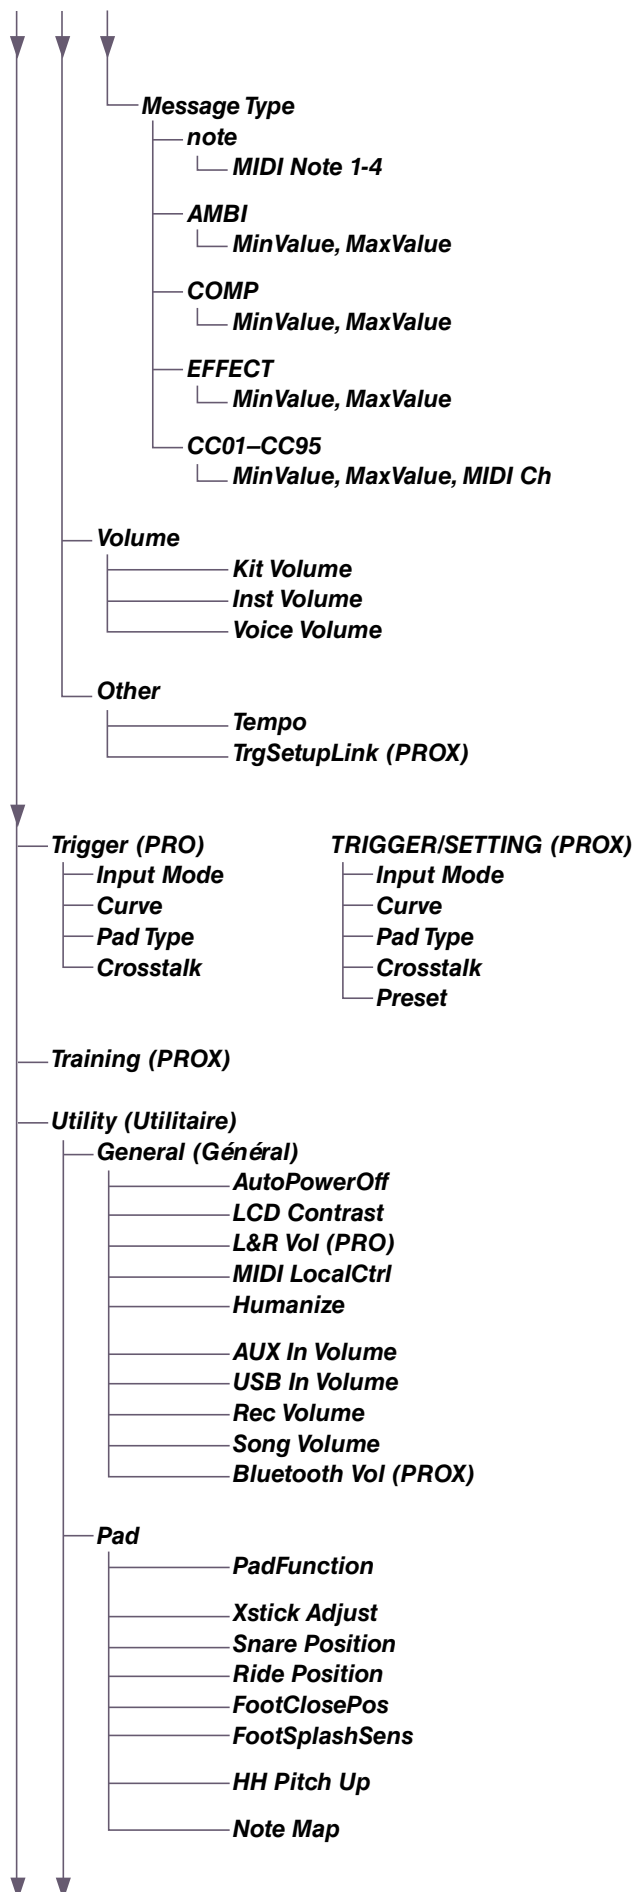 Message Type
note
MIDI Note 1-4
AMBI
MinValue, MaxValue
COMP
MinValue, MaxValue
EFFECT
MinValue, MaxValue
CC01–CC95
MinValue, MaxValue, MIDI Ch
Volume
Kit Volume
Inst Volume
Voice Volume
Other
Tempo
TrgSetupLink (PROX)
Trigger (PRO)
Input Mode
Curve
Pad Type
Crosstalk
TRIGGER/SETTING (PROX)
Input Mode
Curve
Pad Type
Crosstalk
Preset
Training (PROX)
Utility (Utilitaire)
General (Général)
AutoPowerOff
LCD Contrast
L&R Vol (PRO)
MIDI LocalCtrl
Humanize
AUX In Volume
USB In Volume
Rec Volume
Song Volume
Bluetooth Vol (PROX)
Pad
PadFunction
Xstick Adjust
Snare Position
Ride Position
FootClosePos
FootSplashSens
HH Pitch Up
Note Map